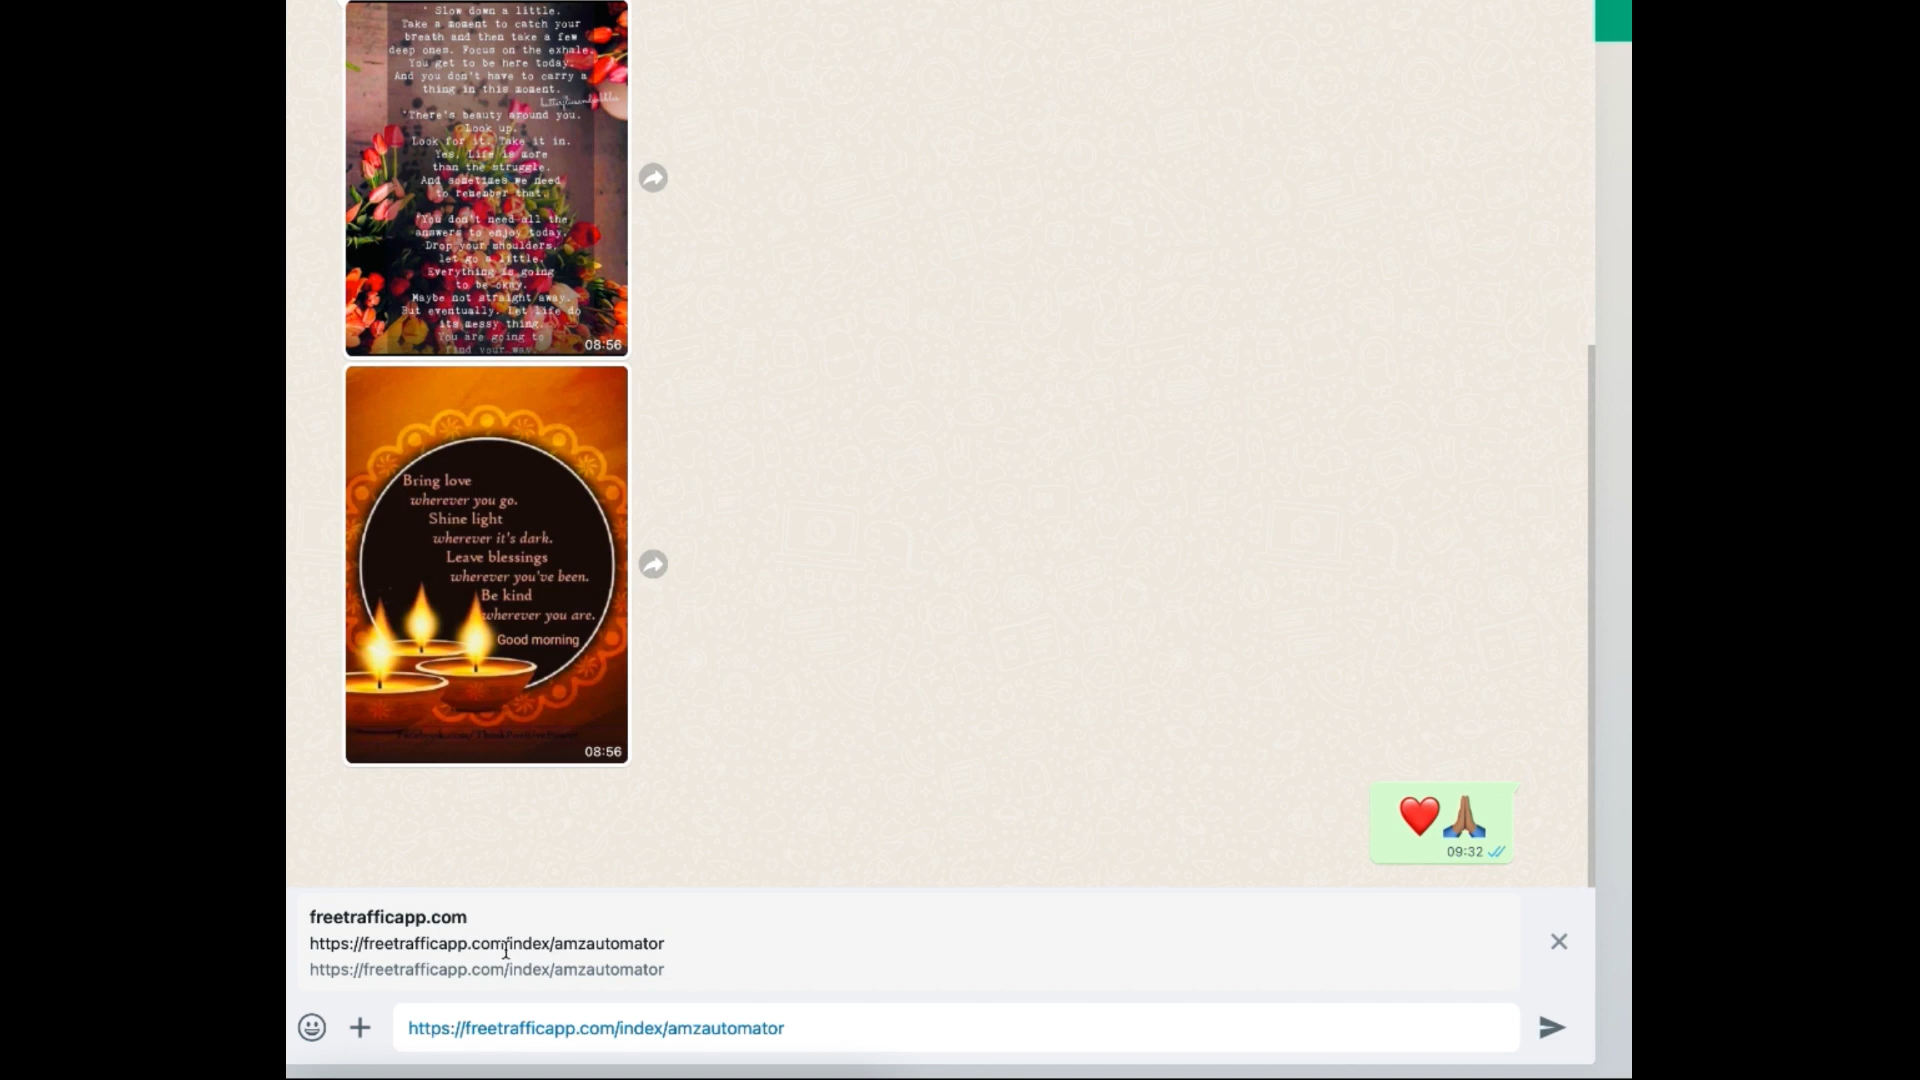 " Slow down a little.
Take a moment to catch your
breath and then take a few
deep ones. Focus on the exhale.
You get to be here today.
And you don't have to carry a
thing in this moment.
"There's beauty around you.
Look up.
Look for it. Take it in.
Yes, Life is more
than the struggle.
And sometimes we need
to remember that.
"You don't need all the
answers to enjoy today.
Drop your shoulders,
let go a little.
Everything is going
to be okay.
Maybe not straight away.
But eventually. Let life do
its messy thing.
You are going to
find your way.
08:56
Bring love
wherever you go.
Shine light
wherever it's dark.
Leave blessings
wherever you've been.
Be kind
wherever you are.
Good morning
08:56
09:32
freetrafficapp.com
https://freetrafficapp.com/index/amzautomator
https://freetrafficapp.com/index/amzautomator
https://freetrafficapp.com/index/amzautomator